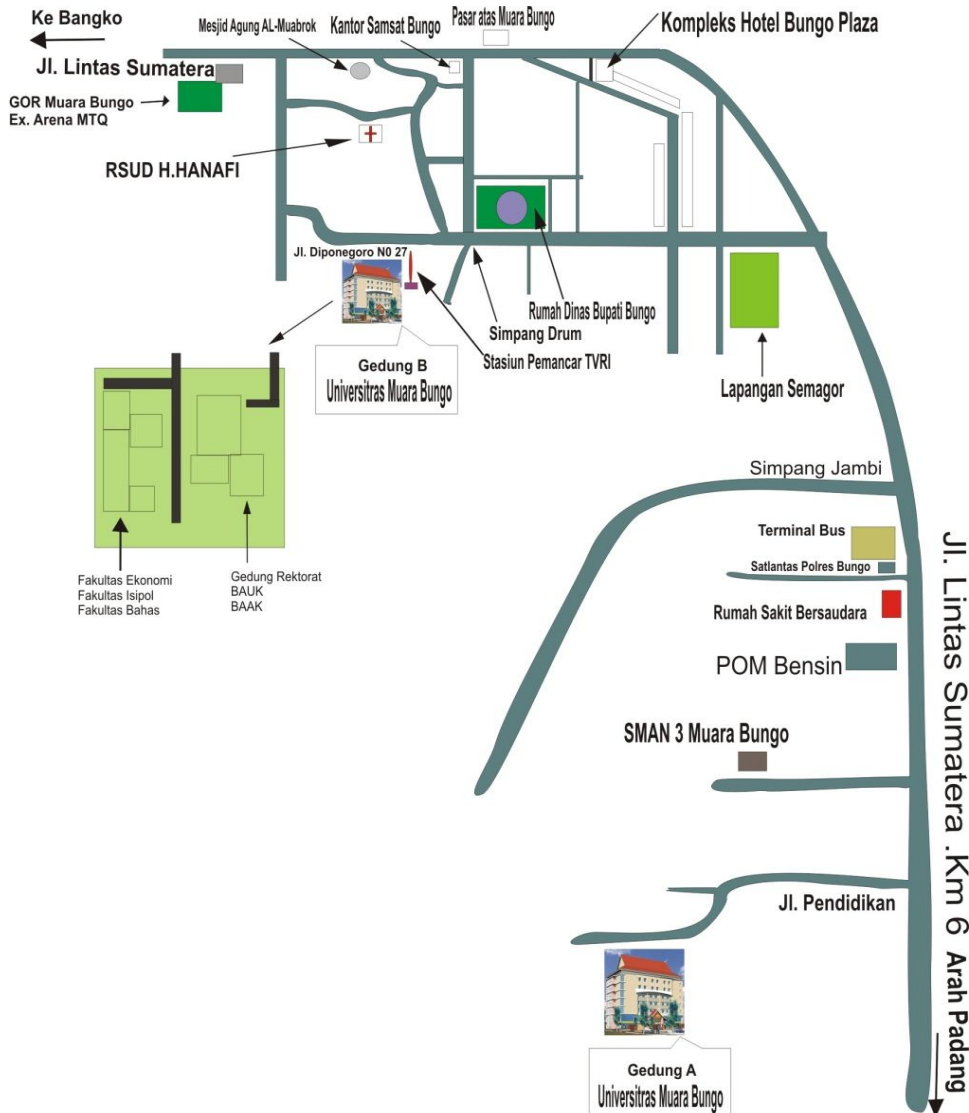 Ke Bangko
Jl. Lintas Sumatera
GOR Muara Bungo
Ex. Arena MTQ
Mesjid Agung AL-Muabrok
Kantor Samsat Bungo
Pasar atas Muara Bungo
Kompleks Hotel Bungo Plaza
RSUD H.HANAFI
Jl. Diponegoro N0 27
Rumah Dinas Bupati Bungo
Simpang Drum
Stasiun Pemancar TVRI
Gedung B
Universitras Muara Bungo
Lapangan Semagor
Fakultas Ekonomi
Fakultas Isipol
Fakultas Bahas
Gedung Rektorat
BAUK
BAAK
Simpang Jambi
Terminal Bus
Satlantas Polres Bungo
Rumah Sakit Bersaudara
POM Bensin
SMAN 3 Muara Bungo
Jl. Pendidikan
Gedung A
Universitras Muara Bungo
Jl. Lintas Sumatera .Km 6 Arah Padang